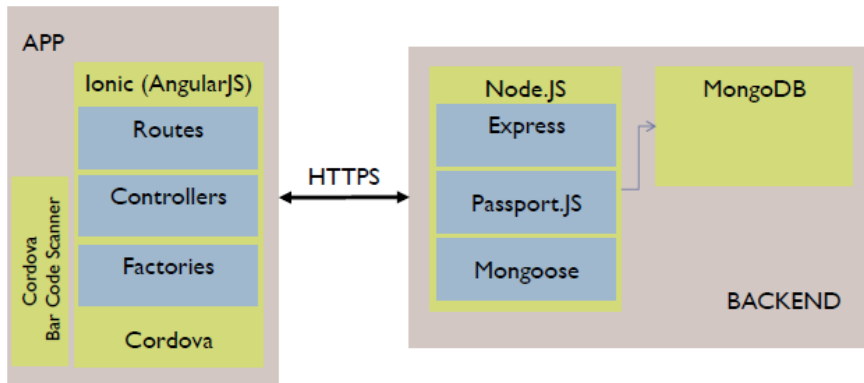 APP
Ionic (AngularJS)
Routes
Controllers
Factories
Cordova
Cordova
Bar Code Scanner
HTTPS
Node.JS
Express
Passport.JS
Mongoose
MongoDB
BACKEND